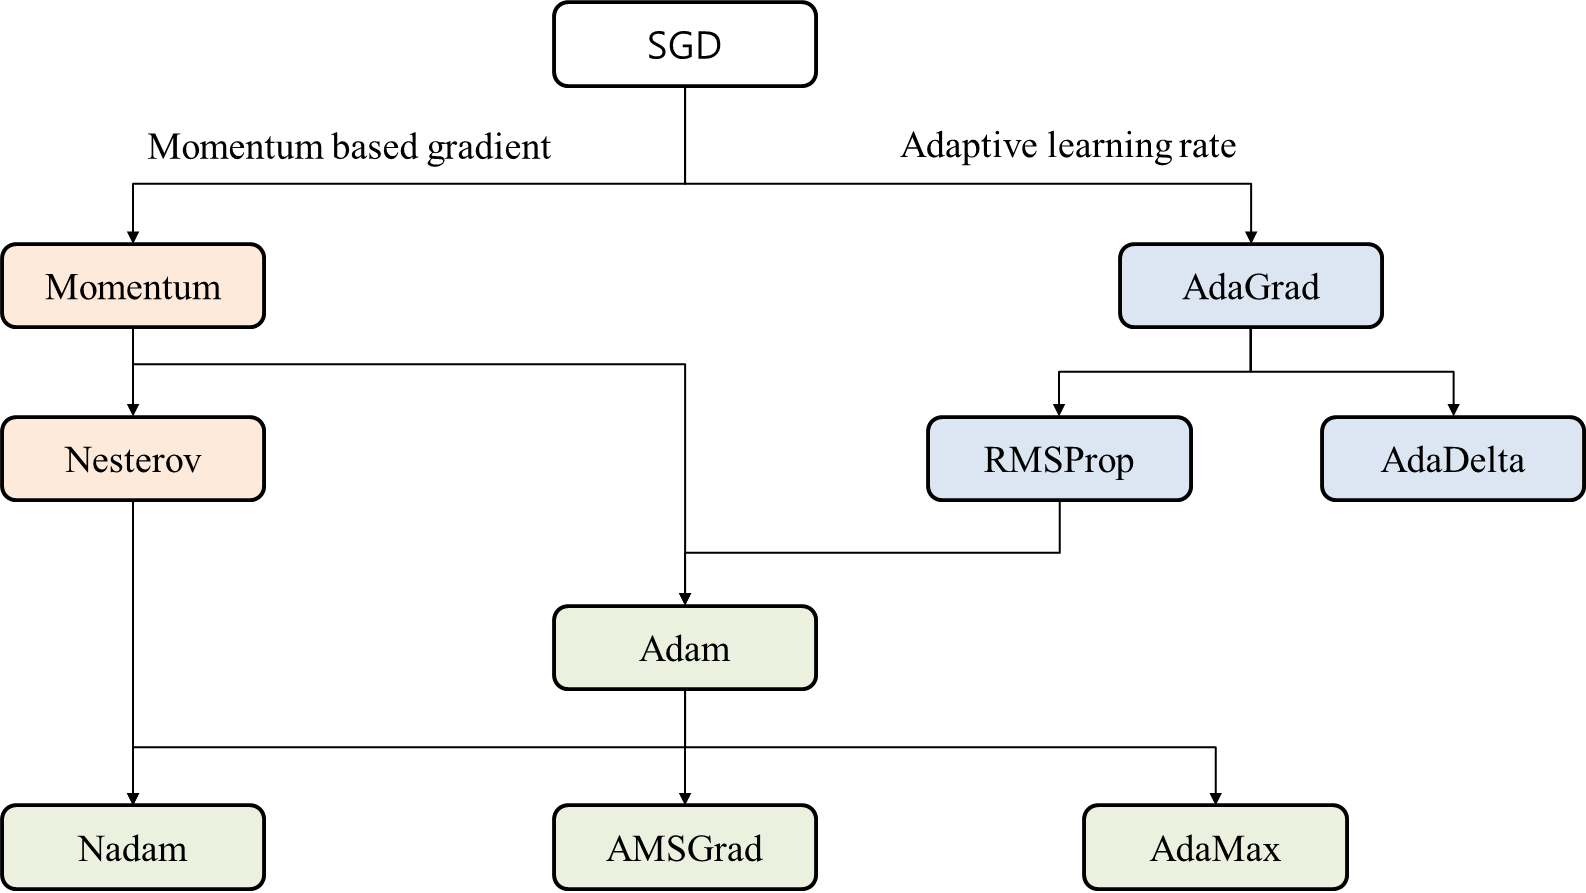 SGD
Momentum based gradient
Adaptive learning rate
Momentum
AdaGrad
Nesterov
RMSProp
AdaDelta
Adam
Nadam
AMSGrad
AdaMax